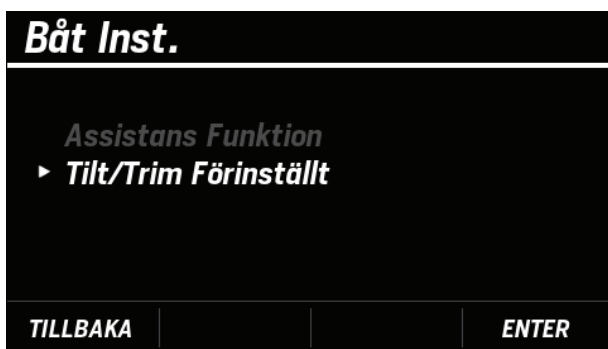 Båt Inst.
Assistans Funktion
Tilt/Trim Förinställt
TILLBAKA
ENTER